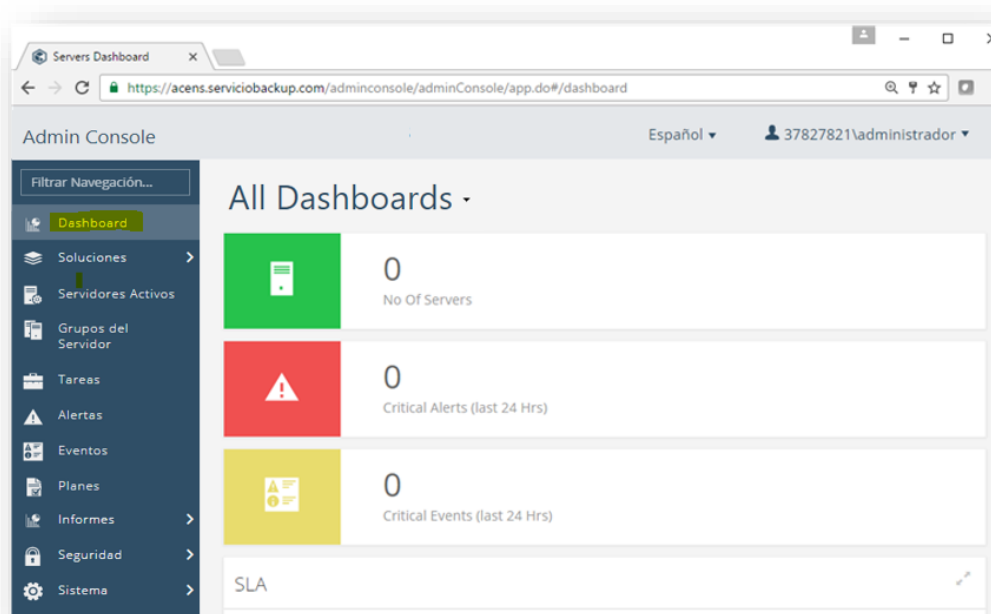 Servers Dashboard
https://acens.serviciobackup.com/adminconsole/adminConsole/app.do#/dashboard
Admin Console
Español
37827821\administrador
Filtrar Navegación...
Dashboard
Soluciones
Servidores Activos
Grupos del
Servidor
Tareas
Alertas
Eventos
Planes
Informes
Seguridad
Sistema
All Dashboards
0
No Of Servers
0
Critical Alerts (last 24 Hrs)
0
Critical Events (last 24 Hrs)
SLA